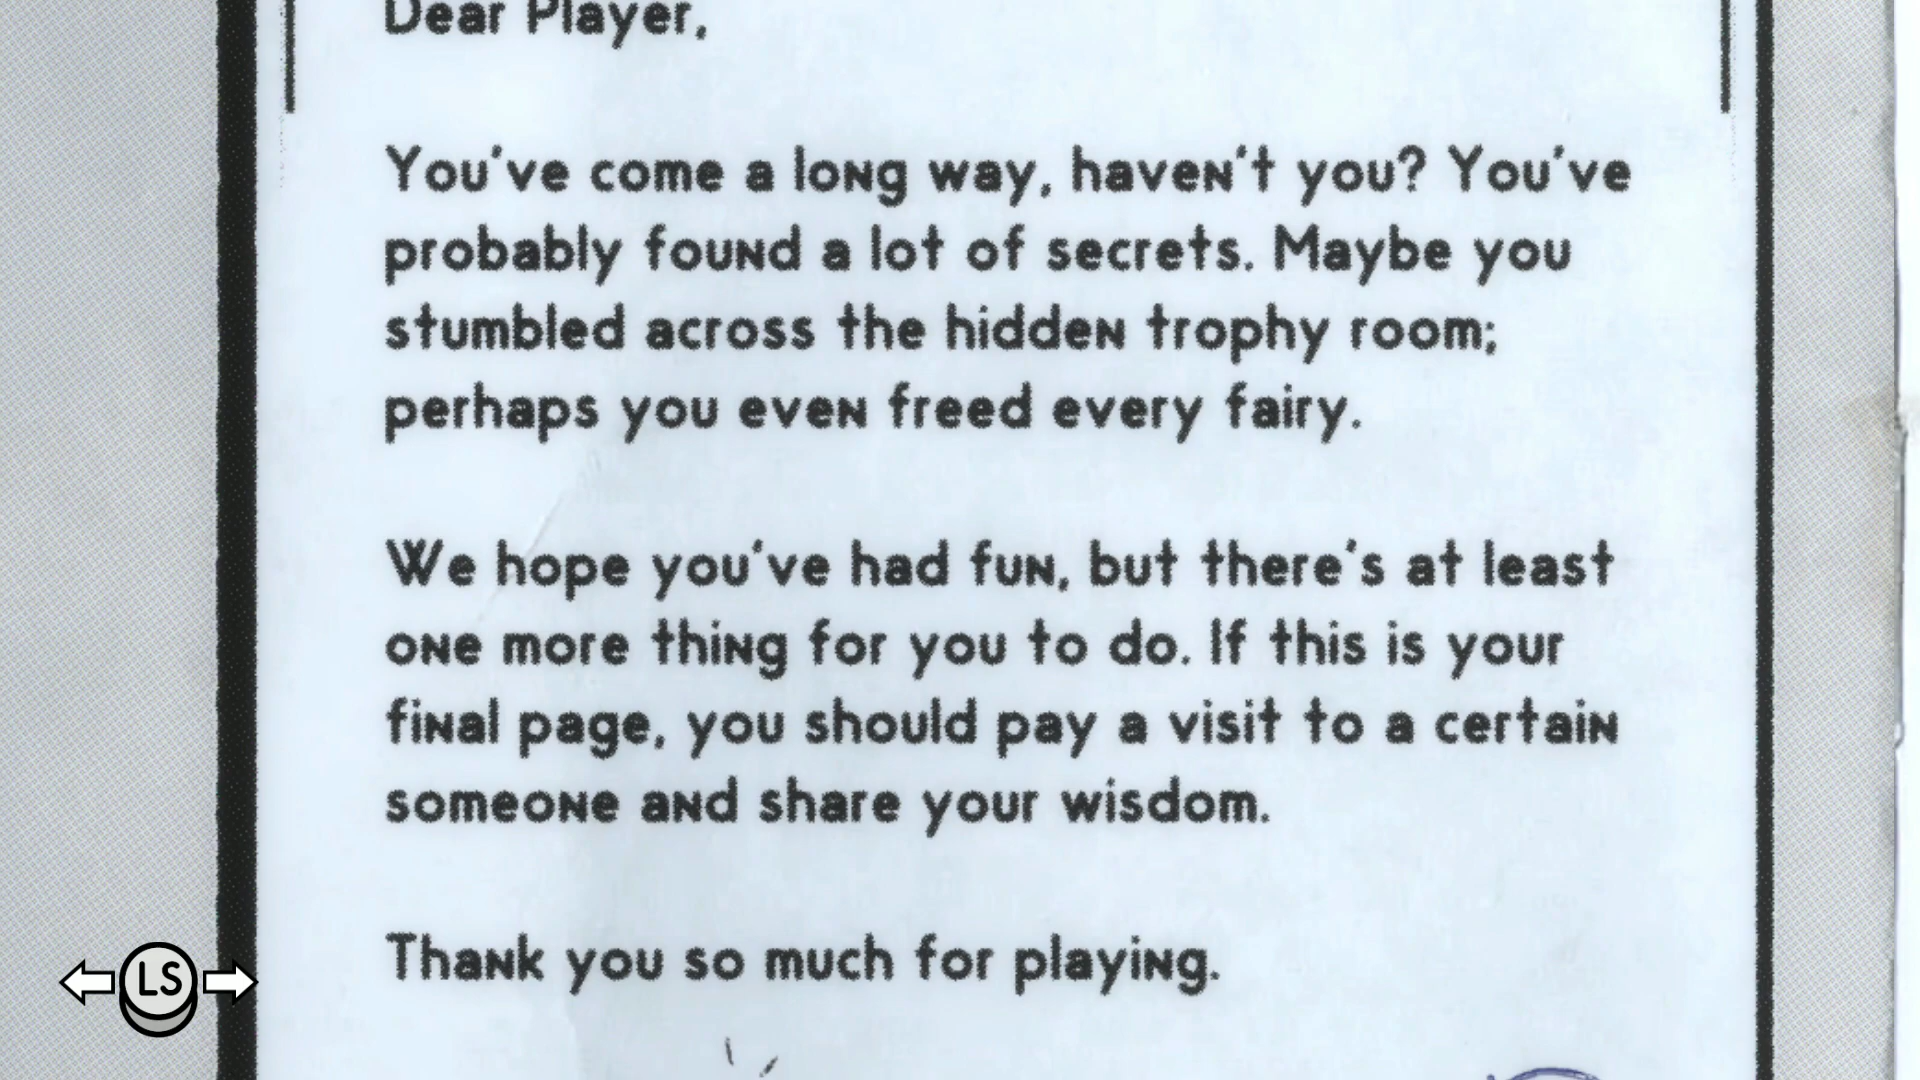 Dear Player,
You've come a long way, haven't you? You've
probably found a lot of secrets. Maybe you
stumbled across the hidden trophy room;
perhaps you even freed every fairy.
We hope you've had fun, but there's at least
one more thing for you to do. If this is your
final page, you should pay a visit to a certain
someone and share your wisdom.
Thank you so much for playing.
LS